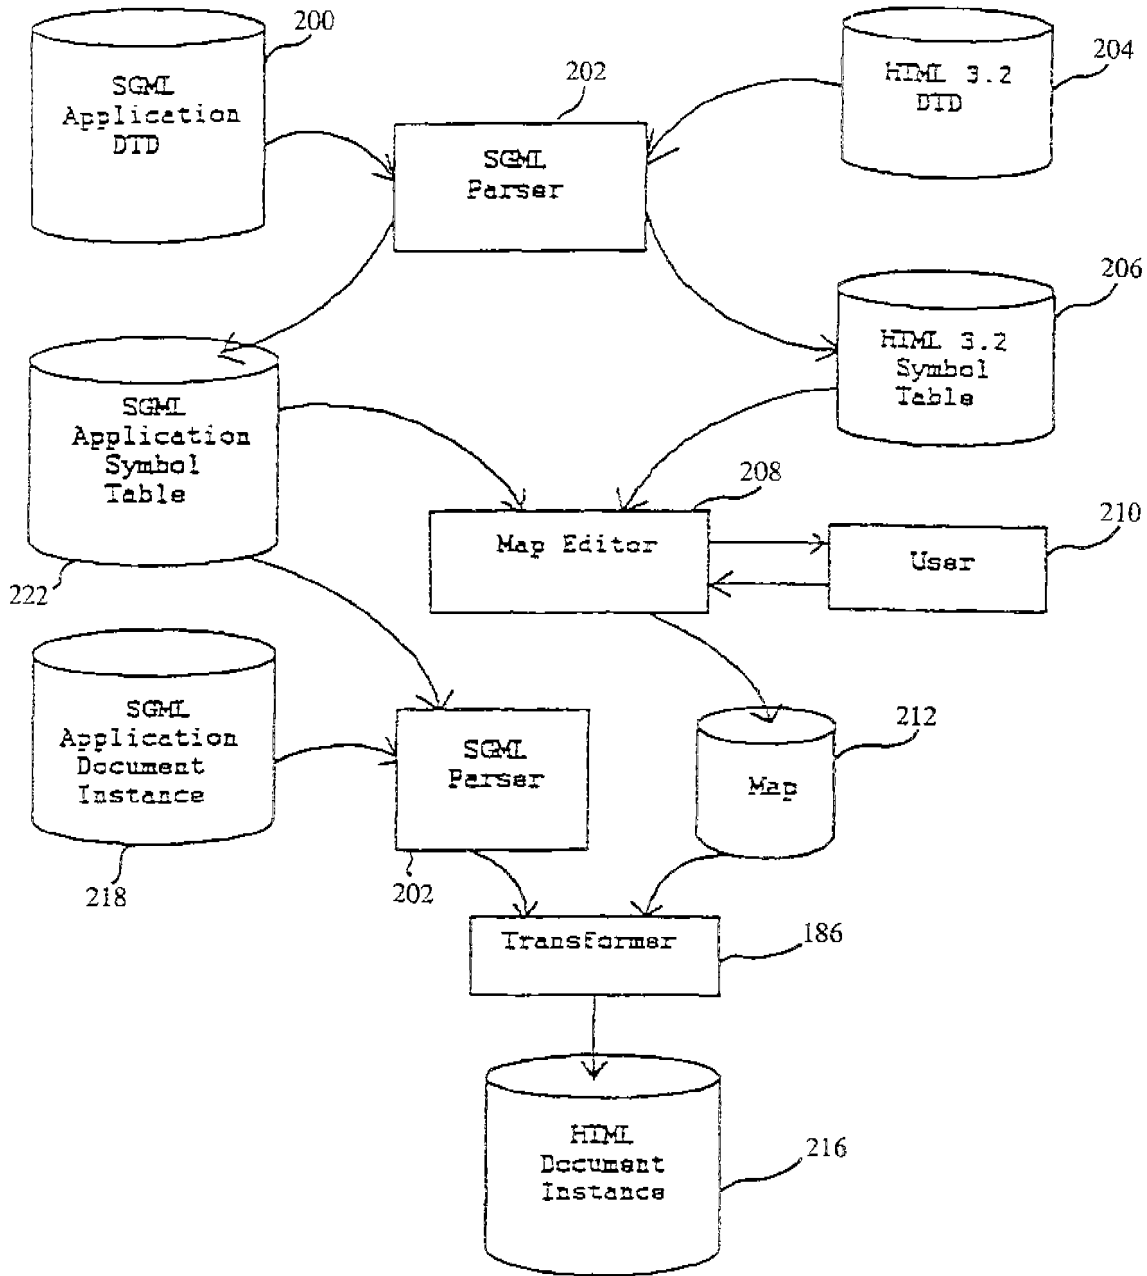 200
SGML
Application
DTD
202
SGML
Parser
HTML 3.2
DTD
204
206
HTML 3.2
Symbol
Table
SGML
Application
Symbol
Table
222
208
Map Editor
210
User
SGML
Application
Document
Instance
218
SGML
Parser
202
212
Map
Transformer
186
HTML
Document
Instance
216